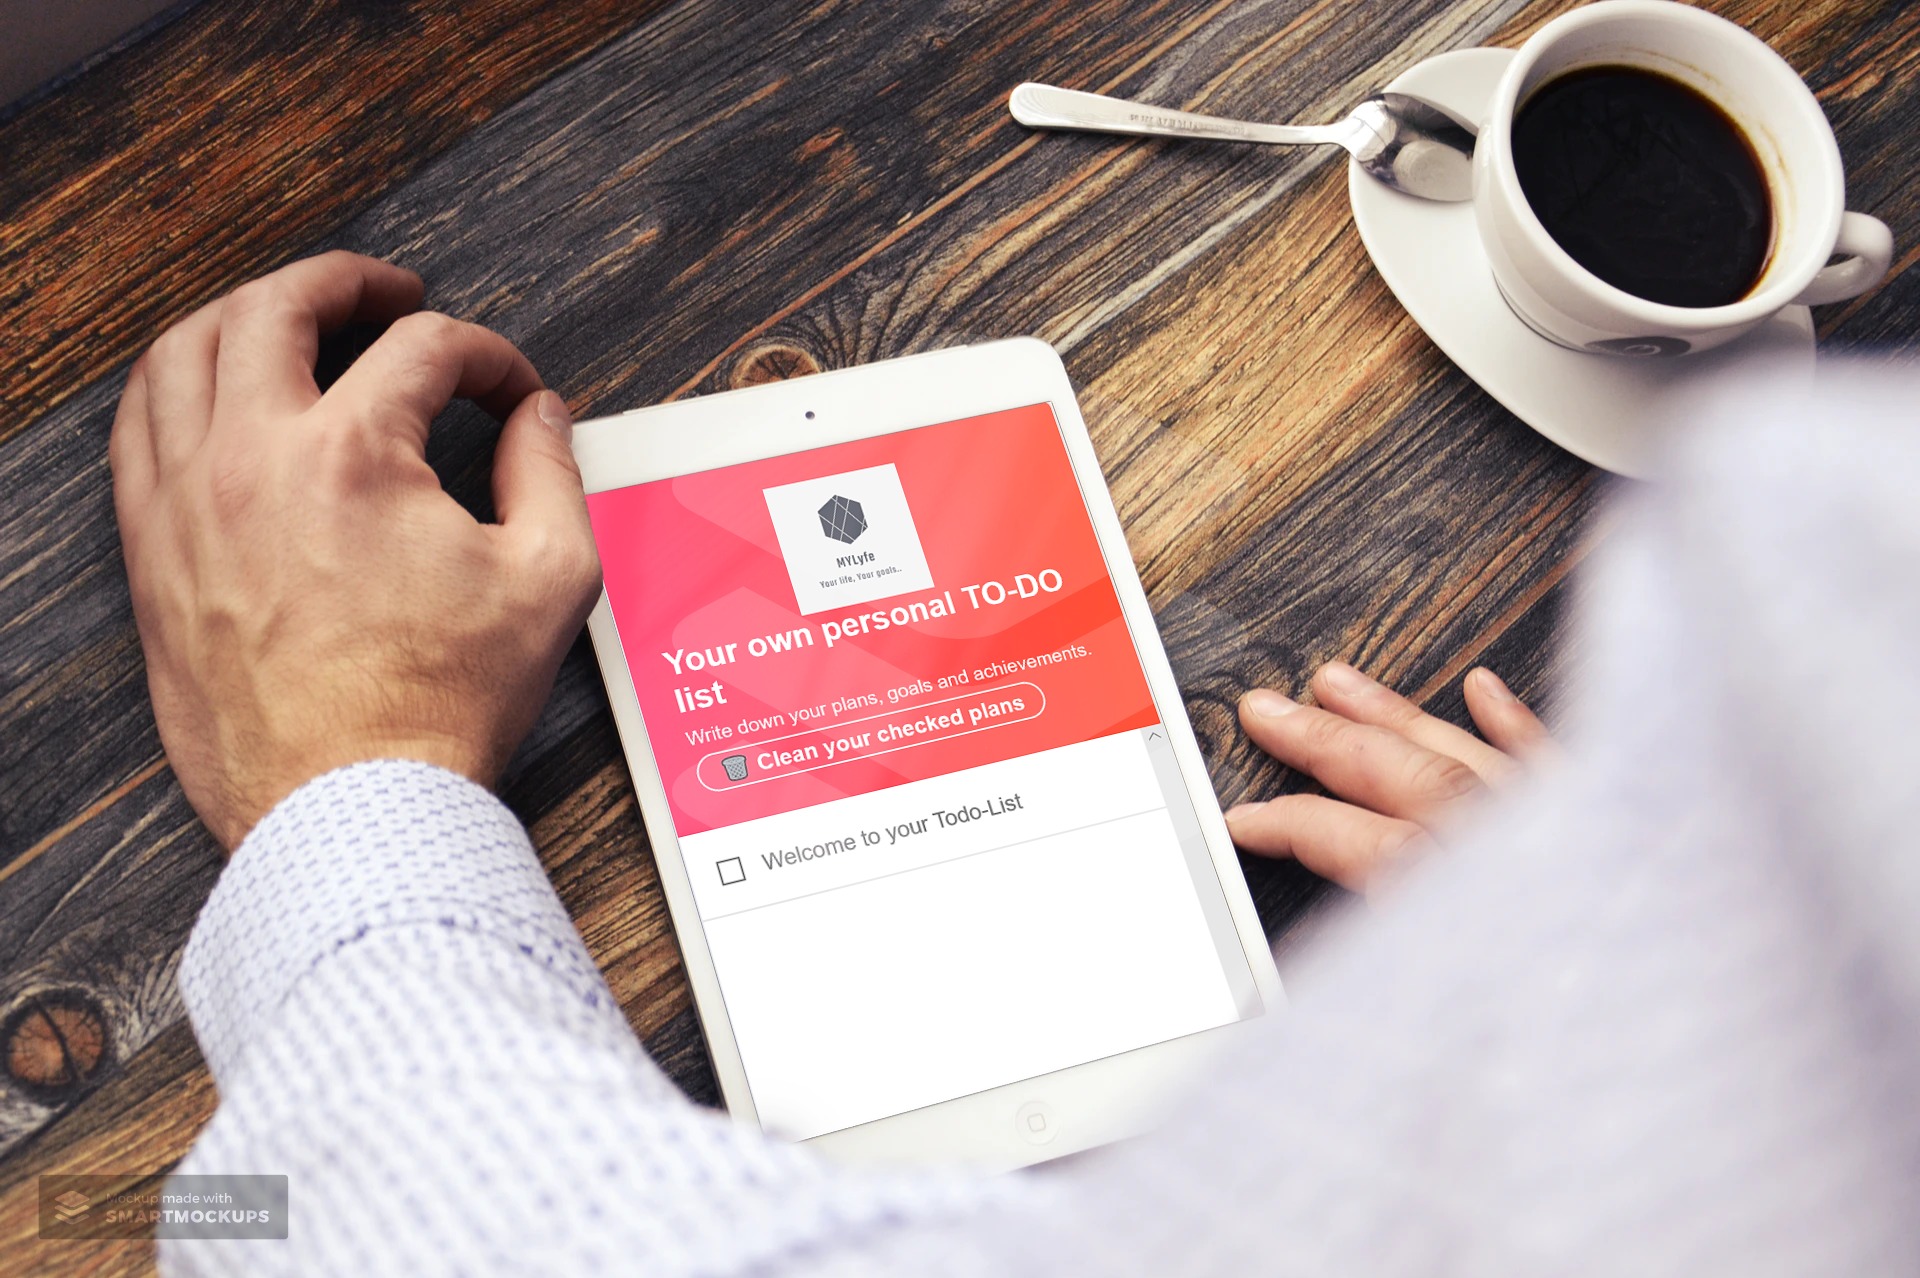 MYLyfe
Your life, Your goals..
Your own personal TO-DO
list
Write down your plans, goals and achievements.
Clean your checked plans
Welcome to your Todo-List
Mockup made with
SMARTMOCKUPS